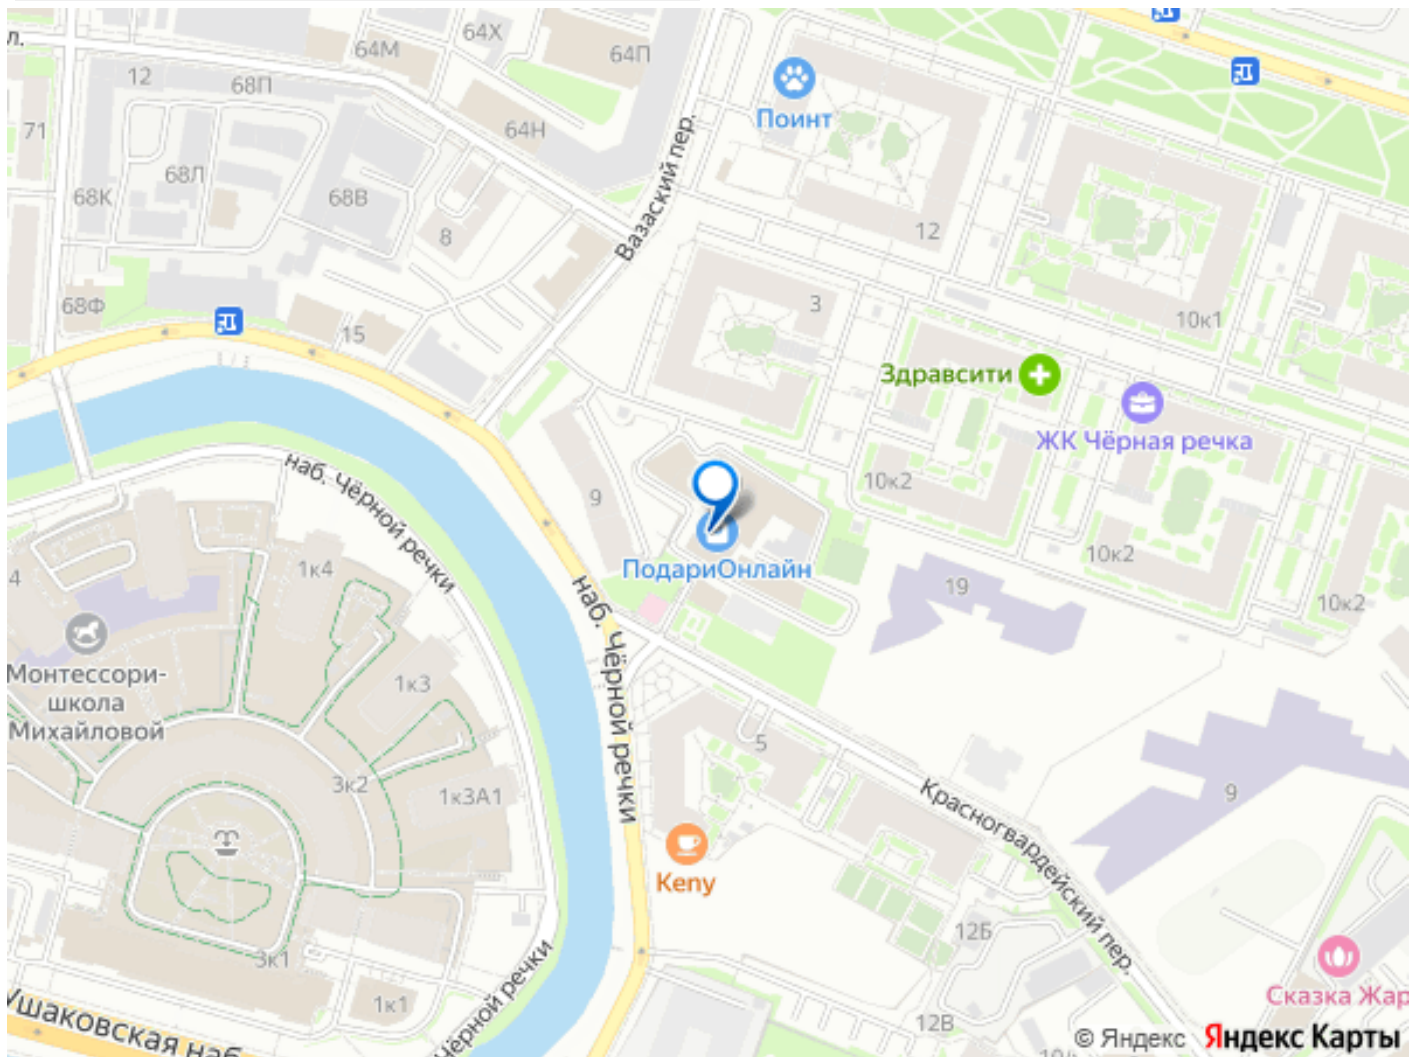 л.
64М
64Х
64П
12
68П
Поинт
71
64Н
68Л
68К
68В
Вазаский пер.
8
12
68Ф
15
3
10к1
Здравсити
ЖК Чёрная речка
наб. Чёрной речки
9
10к2
10к2
ПодариОнлайн
4
1к4
наб. Чёрной речки
19
10к2
Монтессори-
школа
Михайловой
1к3
5
3к2
1к3А1
9
Красногвардейский пер.
Keny
12Б
3к1
1к1
Чёрной речки
Ушаковская наб
12В
Сказка Жар
© Яндекс Яндекс Карты